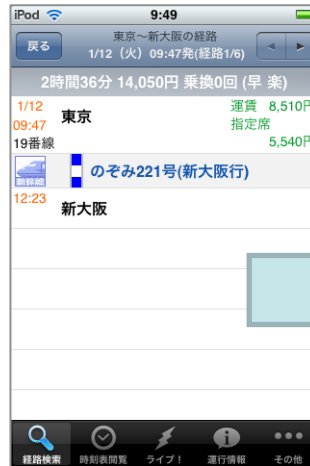 iPod 9:49
戻る
東京～新大阪の経路
1/12（火）09:47発(経路1/6)
2時間36分 14,050円 乗換0回 (早 楽)
1/12
09:47
19番線
東京
運賃 8,510円
指定席
5,540円
新幹線
のぞみ221号(新大阪行)
12:23
新大阪
経路検索 時刻表閲覧 ライブ！ 運行情報 その他